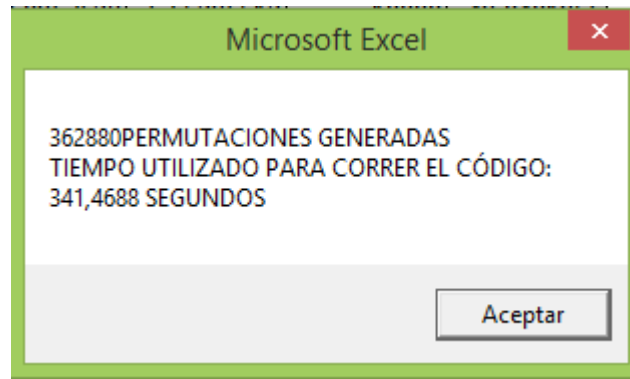 Microsoft Excel
362880PERMUTACIONES GENERADAS
TIEMPO UTILIZADO PARA CORRER EL CÓDIGO:
341,4688 SEGUNDOS
Aceptar